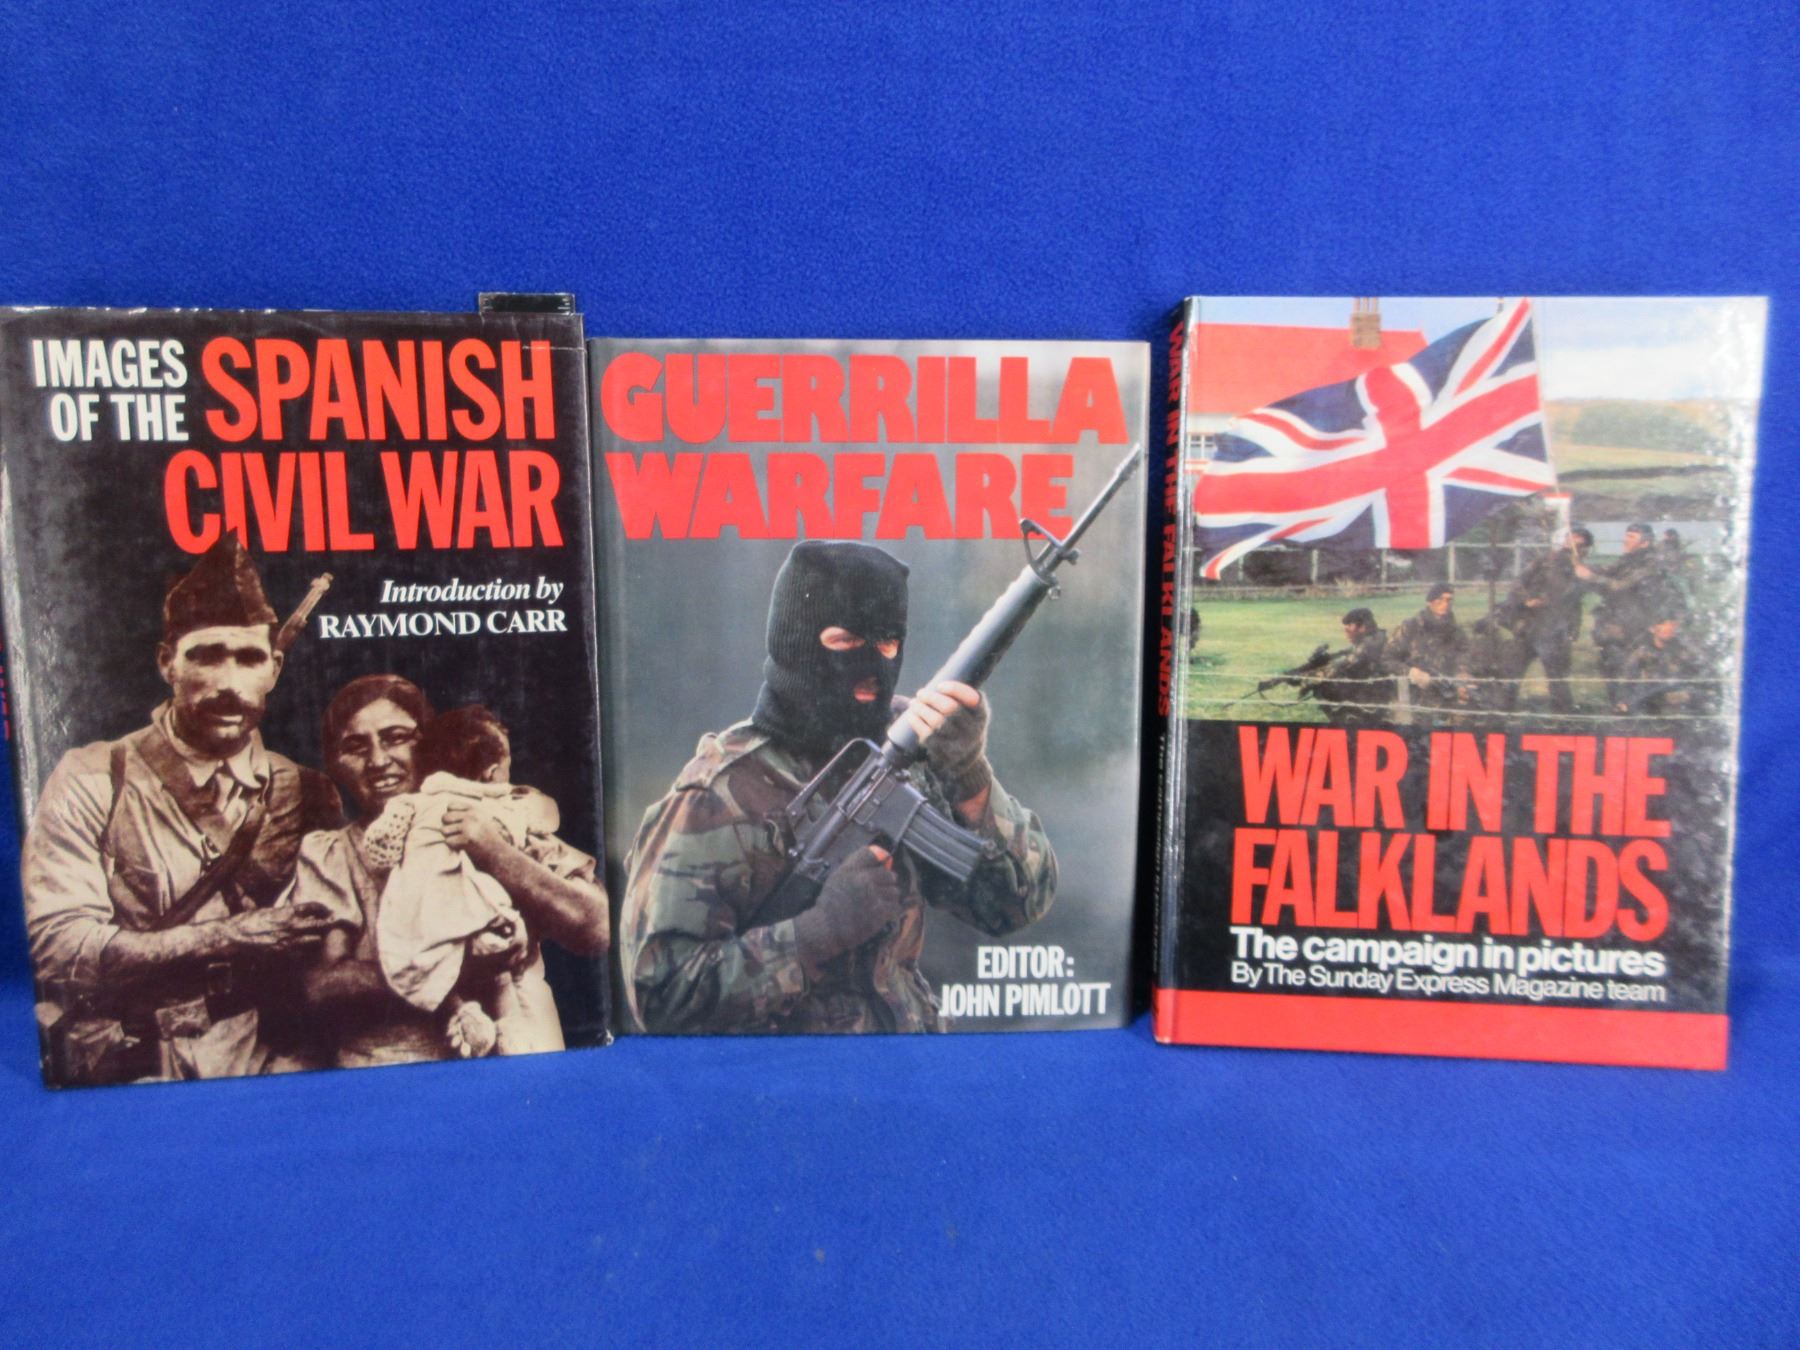 IMAGES
OF THE
SPANISH
CIVIL WAR
Introduction by
RAYMOND CARR
GUERRILLA
WARFARE
EDITOR:
JOHN PIMLOTT
WAR IN THE FALKLANDS
WAR IN THE
FALKLANDS
The campaign in pictures
By The Sunday Express Magazine team